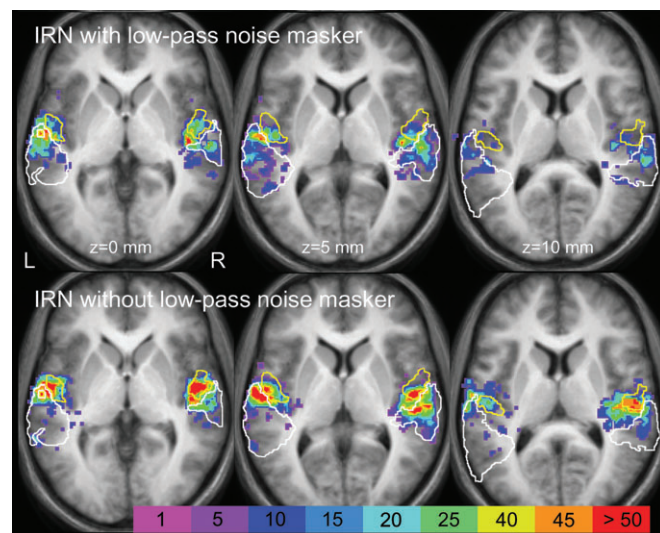 IRN with low-pass noise masker
z=0 mm z=5 mm z=10 mm
L R
IRN without low-pass noise masker
1 5 10 15 20 25 40 45 > 50